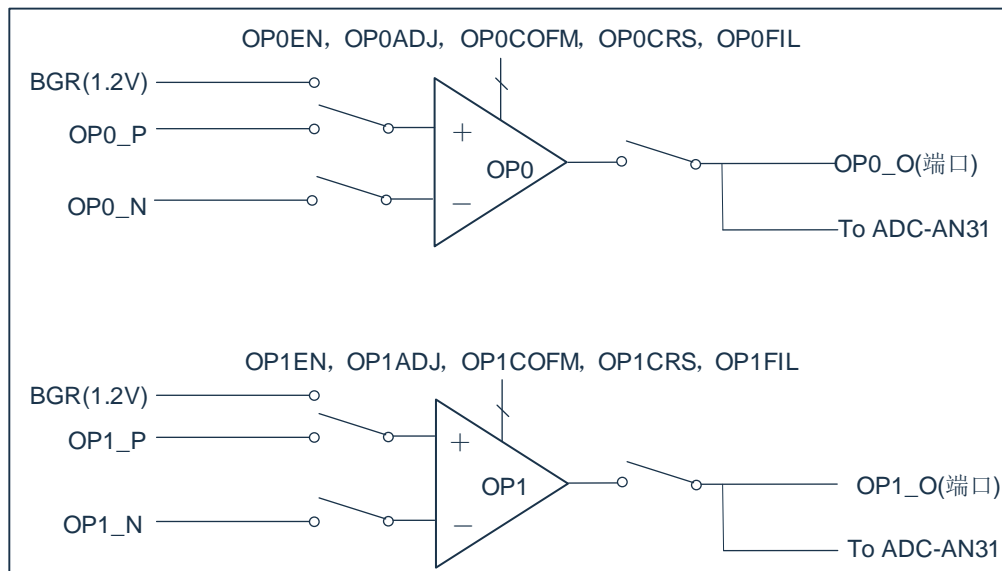 OP0EN，OP0ADJ，OP0COFM，OP0CRS，OP0FIL
BGR(1.2V)
OP0_P
+
OP0
OP0_O(端口)
OP0_N
−
To ADC-AN31
OP1EN，OP1ADJ，OP1COFM，OP1CRS，OP1FIL
BGR(1.2V)
OP1_P
+
OP1
OP1_O(端口)
OP1_N
−
To ADC-AN31